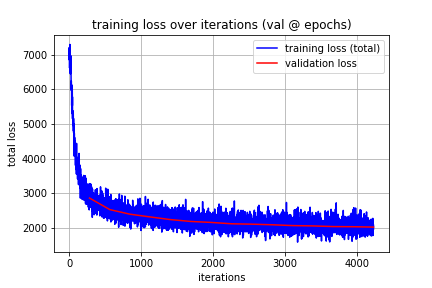 training loss over iterations (val @ epochs)
training loss (total)
validation loss
total loss
7000
6000
5000
4000
3000
2000
0
1000
2000
3000
4000
iterations